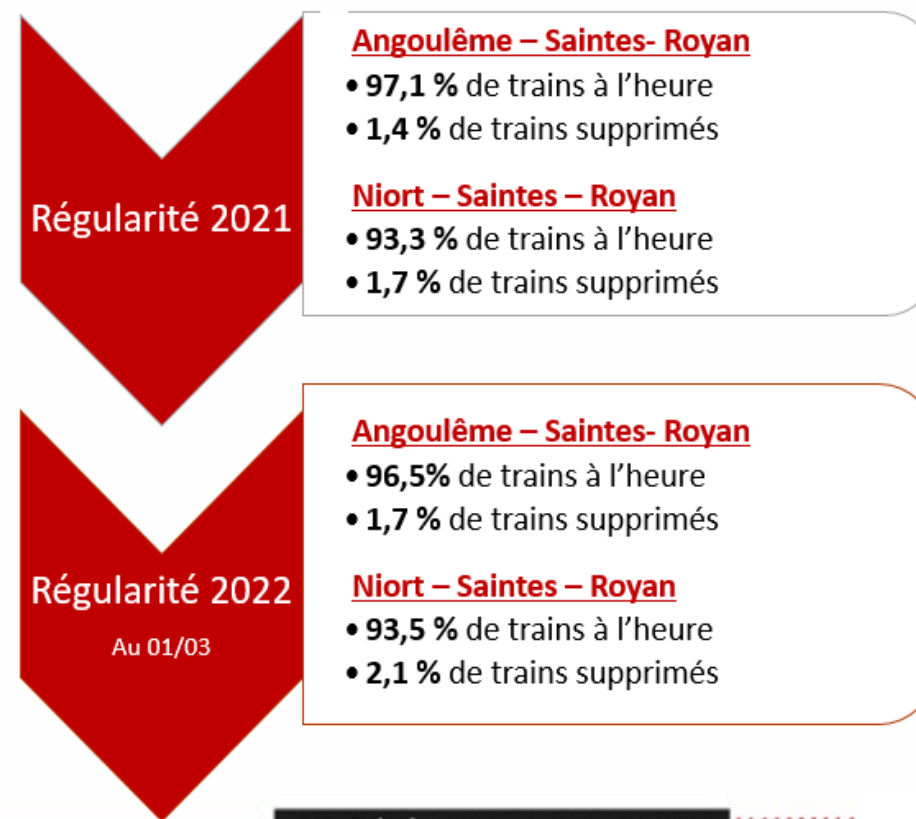 Régularité 2021
Angoulême – Saintes- Royan
• 97,1 % de trains à l'heure
• 1,4 % de trains supprimés
Niort – Saintes – Royan
• 93,3 % de trains à l'heure
• 1,7 % de trains supprimés
Régularité 2022
Au 01/03
Angoulême – Saintes- Royan
• 96,5% de trains à l'heure
• 1,7 % de trains supprimés
Niort – Saintes – Royan
• 93,5 % de trains à l'heure
• 2,1 % de trains supprimés